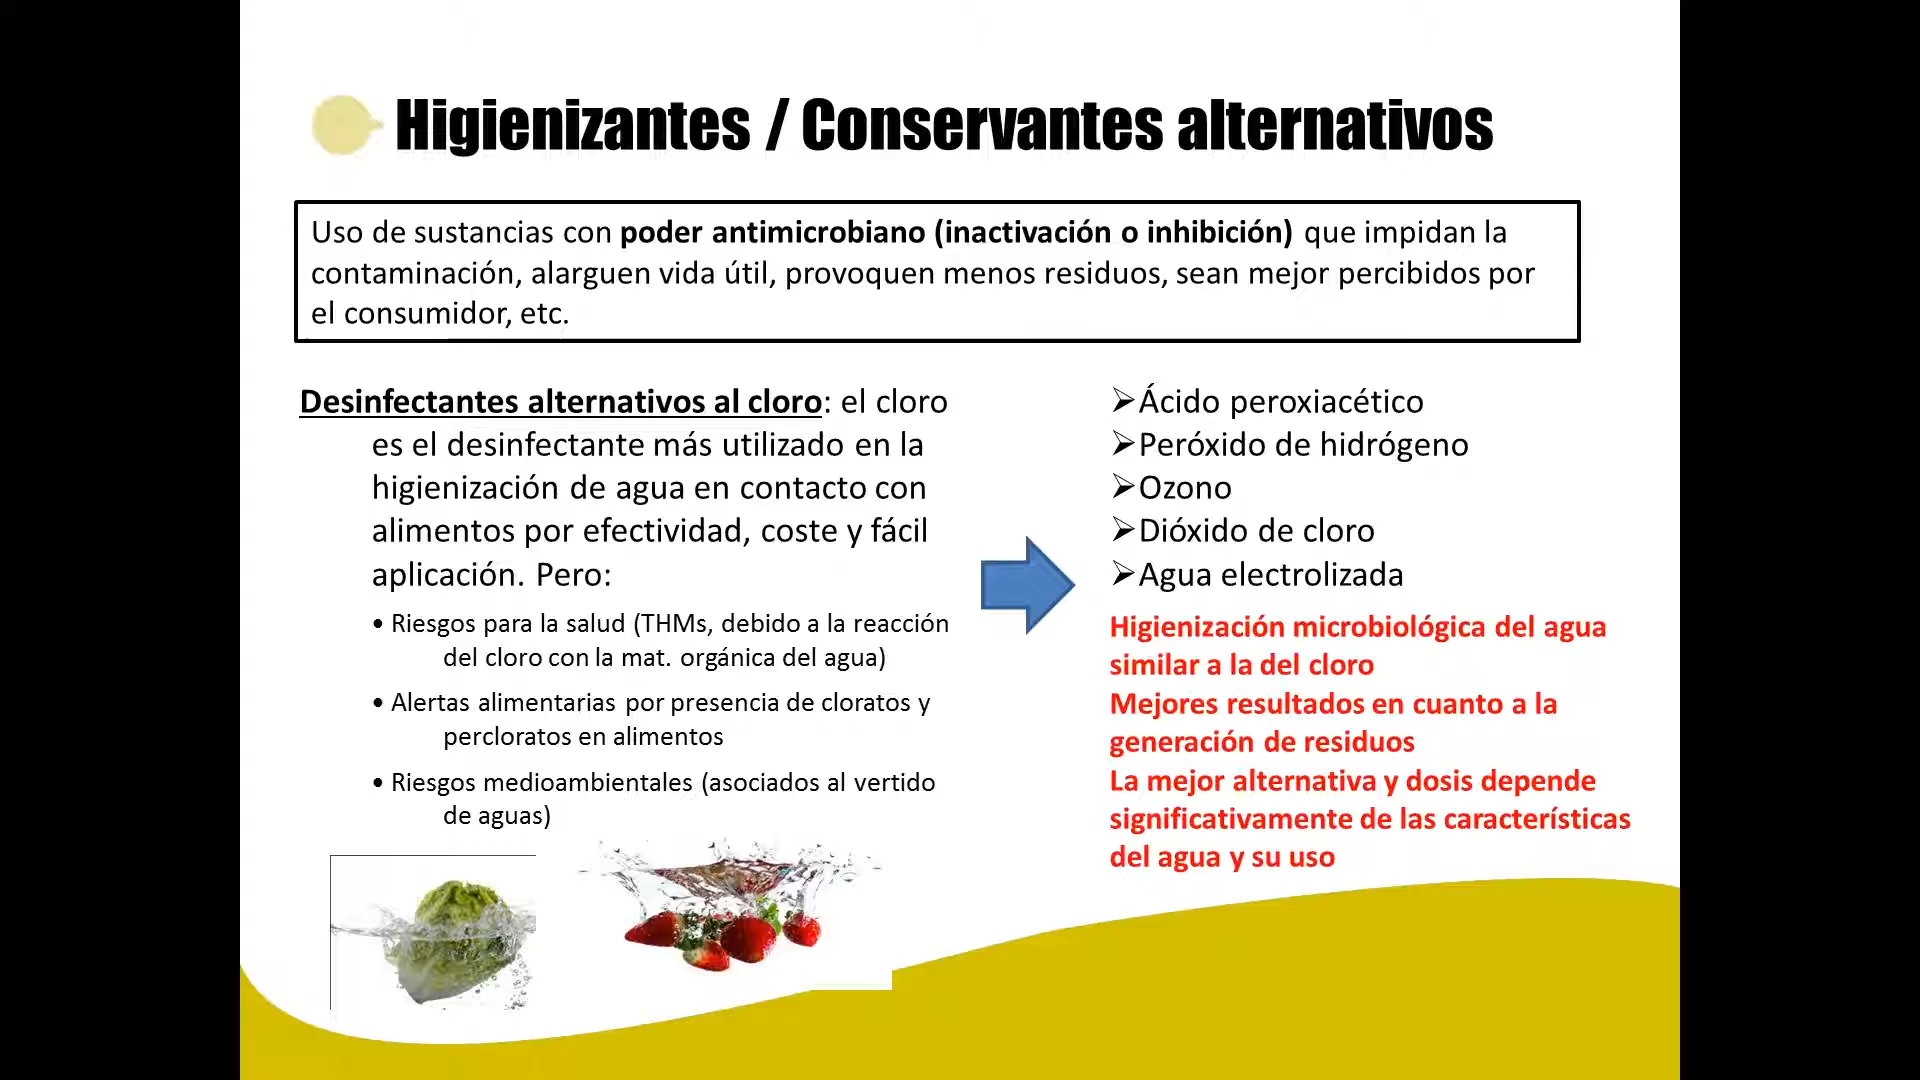 Higienizantes / Conservantes alternativos
Uso de sustancias con poder antimicrobiano (inactivación o inhibición) que impidan la
contaminación, alarguen vida útil, provoquen menos residuos, sean mejor percibidos por
el consumidor, etc.
Desinfectantes alternativos al cloro: el cloro
es el desinfectante más utilizado en la
higienización de agua en contacto con
alimentos por efectividad, coste y fácil
aplicación. Pero:
• Riesgos para la salud (THMs, debido a la reacción
del cloro con la mat. orgánica del agua)
• Alertas alimentarias por presencia de cloratos y
percloratos en alimentos
• Riesgos medioambientales (asociados al vertido
de aguas)
➢Ácido peroxiacético
➢Peróxido de hidrógeno
➢Ozono
➢Dióxido de cloro
➢Agua electrolizada
Higienización microbiológica del agua
similar a la del cloro
Mejores resultados en cuanto a la
generación de residuos
La mejor alternativa y dosis depende
significativamente de las características
del agua y su uso